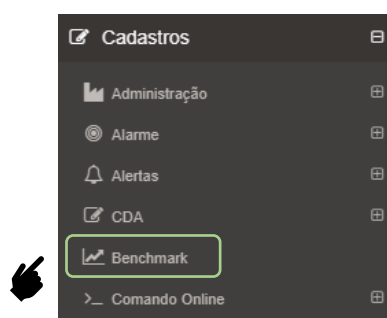 Cadastros
Administração
Alarme
Alertas
CDA
Benchmark
Comando Online